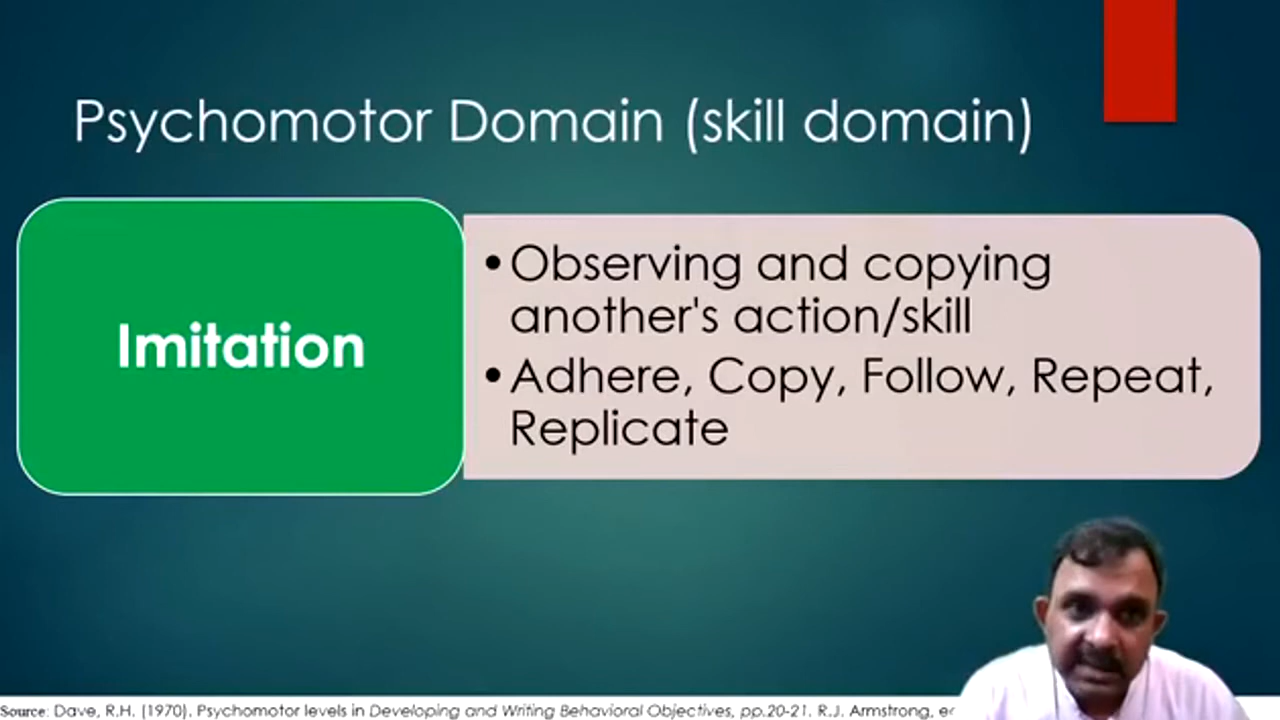 Psychomotor Domain (skill domain)
Imitation
•Observing and copying
another's action/skill
•Adhere, Copy, Follow, Repeat,
Replicate
Source: Dave, R.H. (1970). Psychomotor levels in Developing and Writing Behavioral Objectives, pp.20-21. R.J. Armstrong,